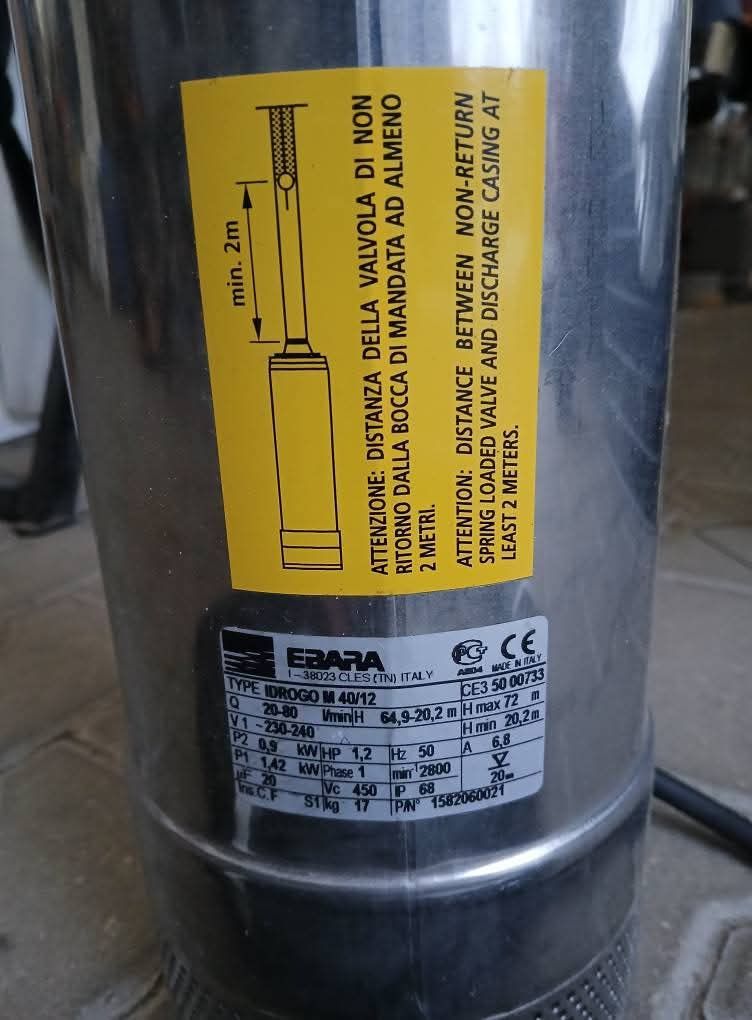 min. 2m
ATTENZIONE: DISTANZA DELLA VALVOLA DI NON
RITORNO DALLA BOCCA DI MANDATA AD ALMENO
2 METRI.
ATTENTION: DISTANCE BETWEEN NON-RETURN
SPRING LOADED VALVE AND DISCHARGE CASING AT
LEAST 2 METERS.
EBARA
I-38023 CLES (TN) ITALY
MADE IN ITALY
TYPE IDROGO M 40/12 CE3 50 00733
Q 20-80 l/min H 64,9-20,2 m H max 72 m
V 1 ~230-240 H min 20,2 m
P2 0,9 kW HP 1,2 Hz 50 A 6,8
P1 1,42 kW Phase 1 min-1 2800
µF 20 Vc 450 IP 68 20 m
Ins.C. F S1 kg 17 P/N° 1582060021